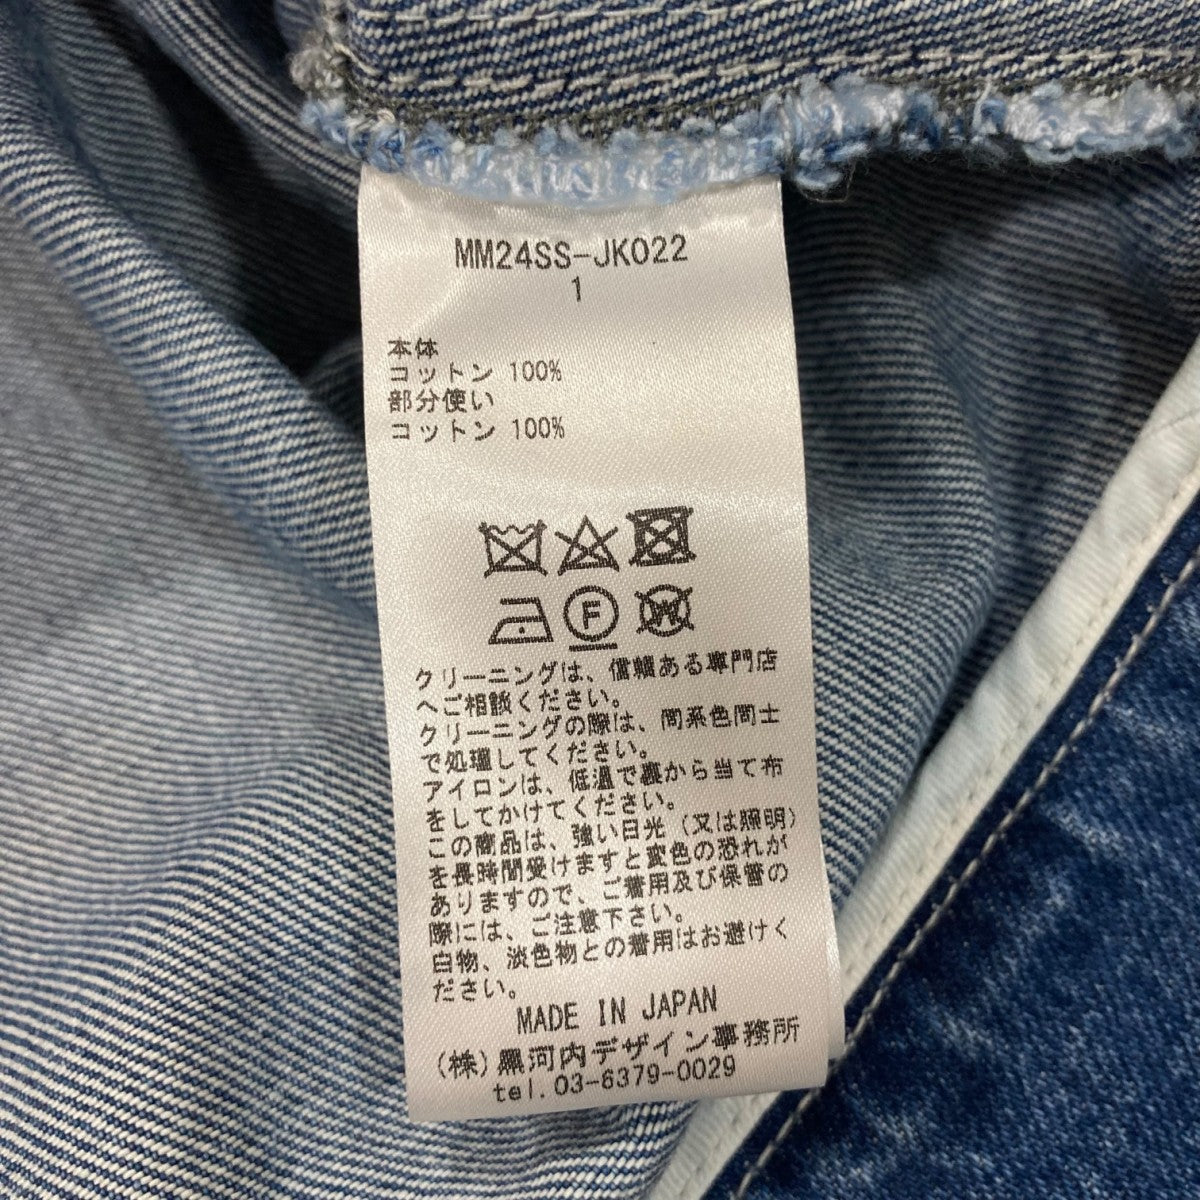 MM24SS-JK022
1
本体
コットン 100%
部分使い
コットン 100%
F
W
クリーニングは、信頼ある専門店
へご相談ください。
クリーニングの際は、同系色同士
で処理してください。
アイロンは、低温で裏から当て布
をしてかけてください。
この商品は、強い日光(又は照明)
を長時間受けますと変色の恐れが
ありますので、ご着用及び保管の
際には、ご注意下さい。
白物、淡色物との着用はお避けく
ださい。
MADE IN JAPAN
(株)黒河内デザイン事務所
tel.03-6379-0029